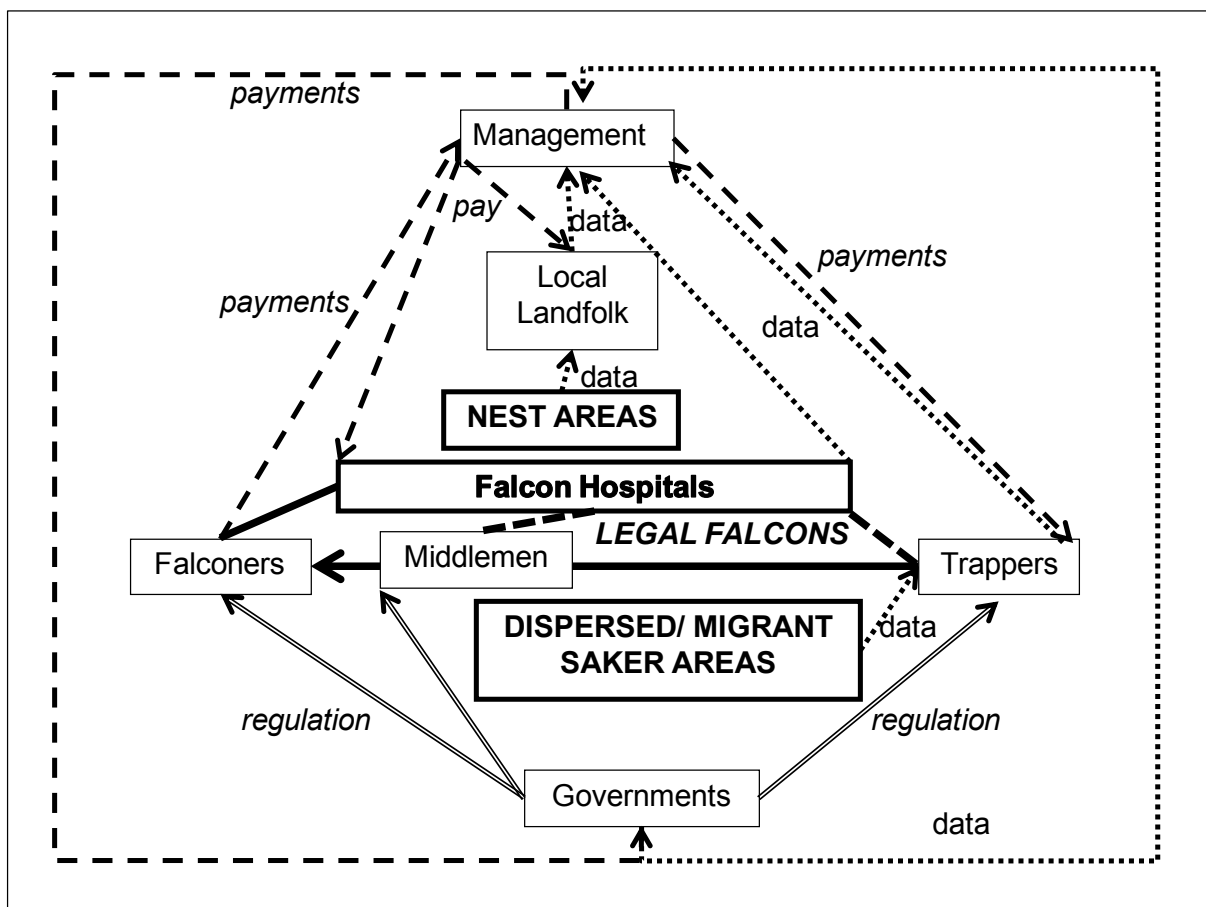 payments
Management
pay
data
payments
Local
Landfolk
payments
data
data
NEST AREAS
Falcon Hospitals
LEGAL FALCONS
Falconers
Middlemen
Trappers
DISPERSED/ MIGRANT
SAKER AREAS
data
regulation
regulation
Governments
data